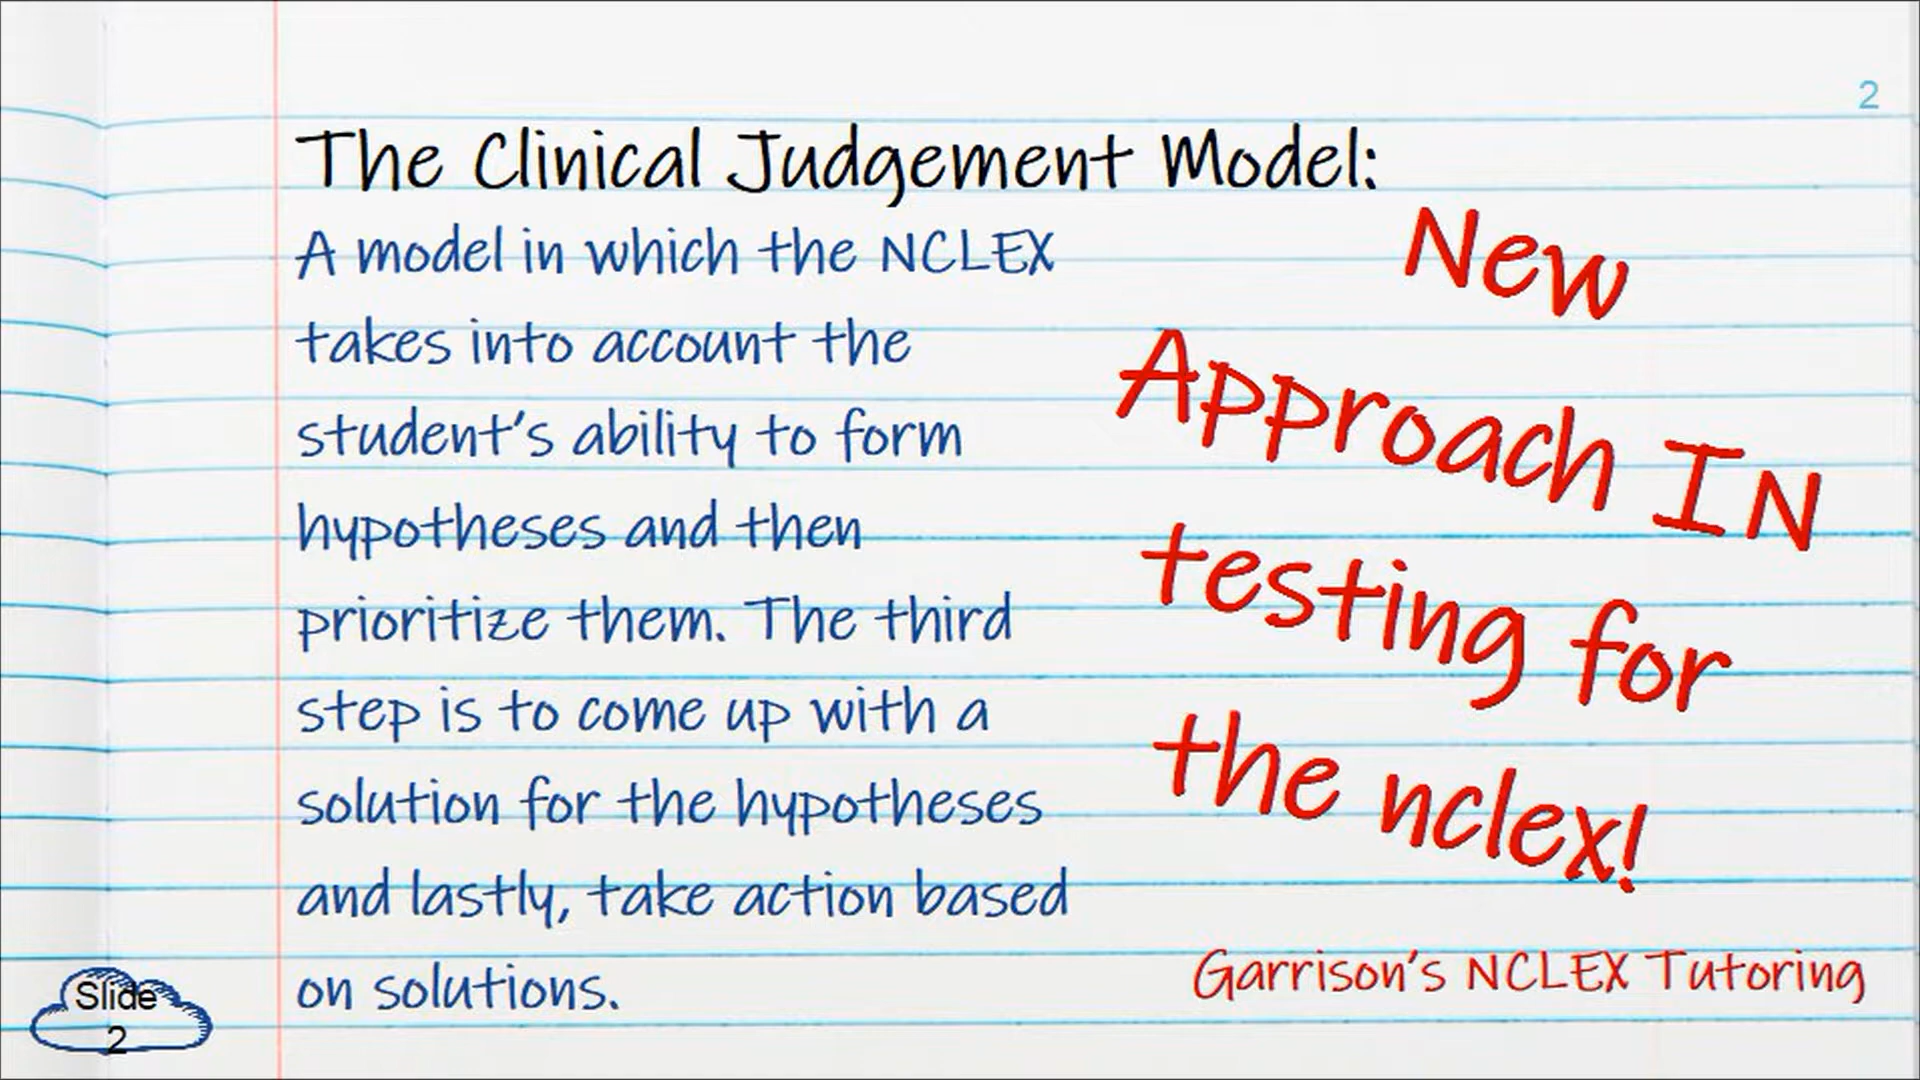 2
The Clinical Judgement Model:
A model in which the NCLEX
takes into account the
student's ability to form
hypotheses and then
prioritize them. The third
step is to come up with a
solution for the hypotheses
and lastly, take action based
on solutions.
New
Approach IN
testing for
the nclex!
Garrison's NCLEX Tutoring
Slide
2